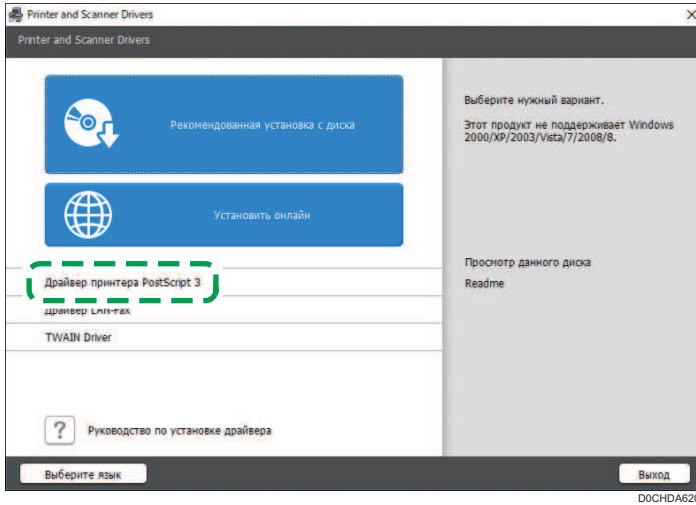 Printer and Scanner Drivers
Printer and Scanner Drivers
Рекомендованная установка с диска
Установить онлайн
Драйвер принтера PostScript 3
Драйвер LAN-Fax
TWAIN Driver
? Руководство по установке драйвера
Выберите нужный вариант.
Этот продукт не поддерживает Windows
2000/XP/2003/Vista/7/2008/8.
Просмотр данного диска
Readme
Выберите язык
Выход
D0CHDA620